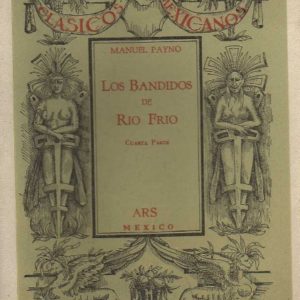 CLASICOS MEXICANOS
MANUEL PAYNO
LOS BANDIDOS
DE
RIO FRIO
CUARTA PARTE
ARS
MEXICO